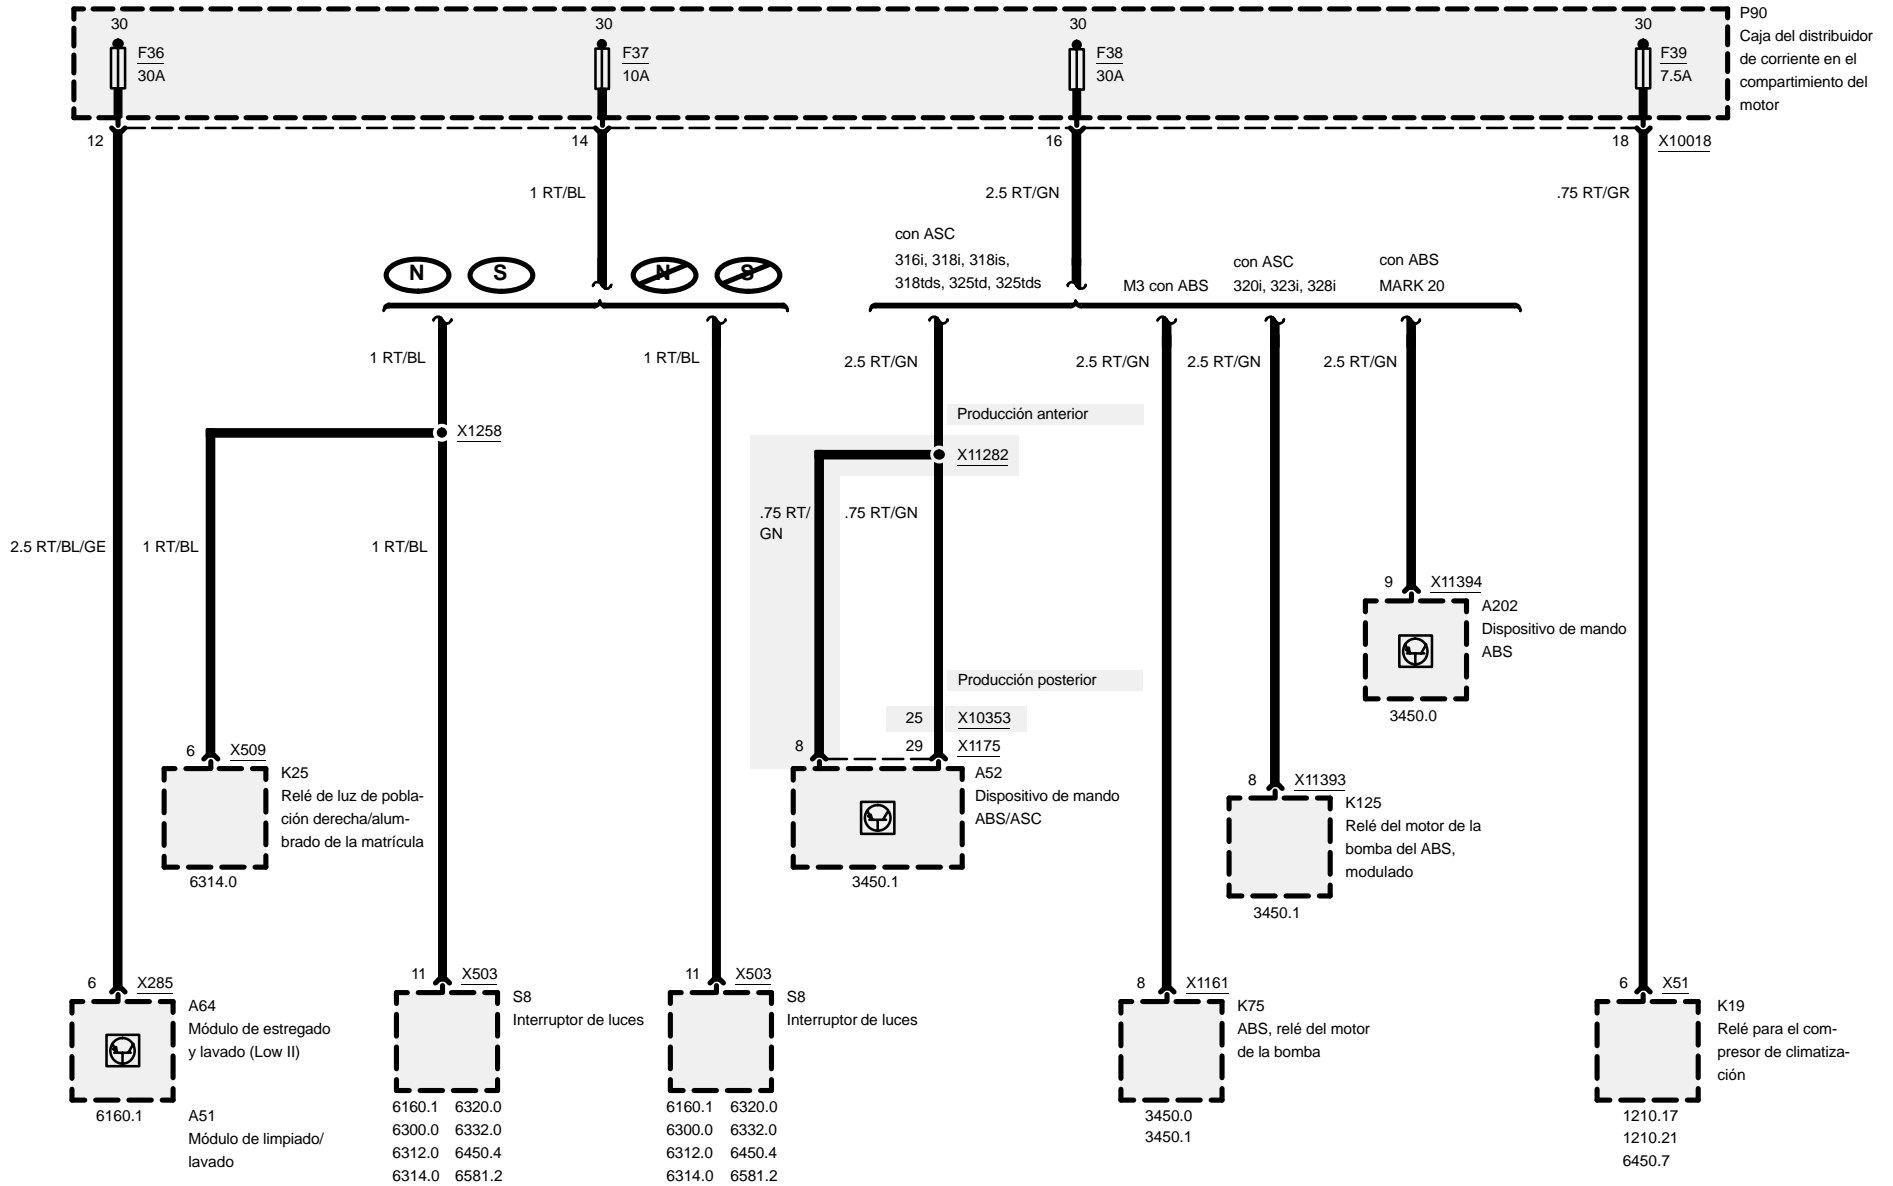 30
30
30
30
P90
Caja del distribuidor
de corriente en el
compartimiento del
motor
F36
30A
F37
10A
F38
30A
F39
7.5A
12
14
16
18
X10018
1 RT/BL
2.5 RT/GN
.75 RT/GR
N
S
N
S
con ASC
316i, 318i, 318is,
318tds, 325td, 325tds
M3 con ABS
con ASC
320i, 323i, 328i
con ABS
MARK 20
1 RT/BL
1 RT/BL
2.5 RT/GN
2.5 RT/GN
2.5 RT/GN
2.5 RT/GN
Producción anterior
X1258
X11282
.75 RT/
GN
.75 RT/GN
2.5 RT/BL/GE
1 RT/BL
1 RT/BL
9
X11394
A202
Dispositivo de mando
ABS
3450.0
Producción posterior
25
X10353
6
X509
8
29
X1175
K25
Relé de luz de pobla-
ción derecha/alum-
brado de la matrícula
6314.0
A52
Dispositivo de mando
ABS/ASC
3450.1
8
X11393
K125
Relé del motor de la
bomba del ABS,
modulado
3450.1
6
X285
A64
Módulo de estregado
y lavado (Low II)
6160.1
A51
Módulo de limpiado/
lavado
11
X503
S8
Interruptor de luces
6160.1 6320.0
6300.0 6332.0
6312.0 6450.4
6314.0 6581.2
11
X503
S8
Interruptor de luces
6160.1 6320.0
6300.0 6332.0
6312.0 6450.4
6314.0 6581.2
8
X1161
K75
ABS, relé del motor
de la bomba
3450.0
3450.1
6
X51
K19
Relé para el com-
presor de climatiza-
ción
1210.17
1210.21
6450.7